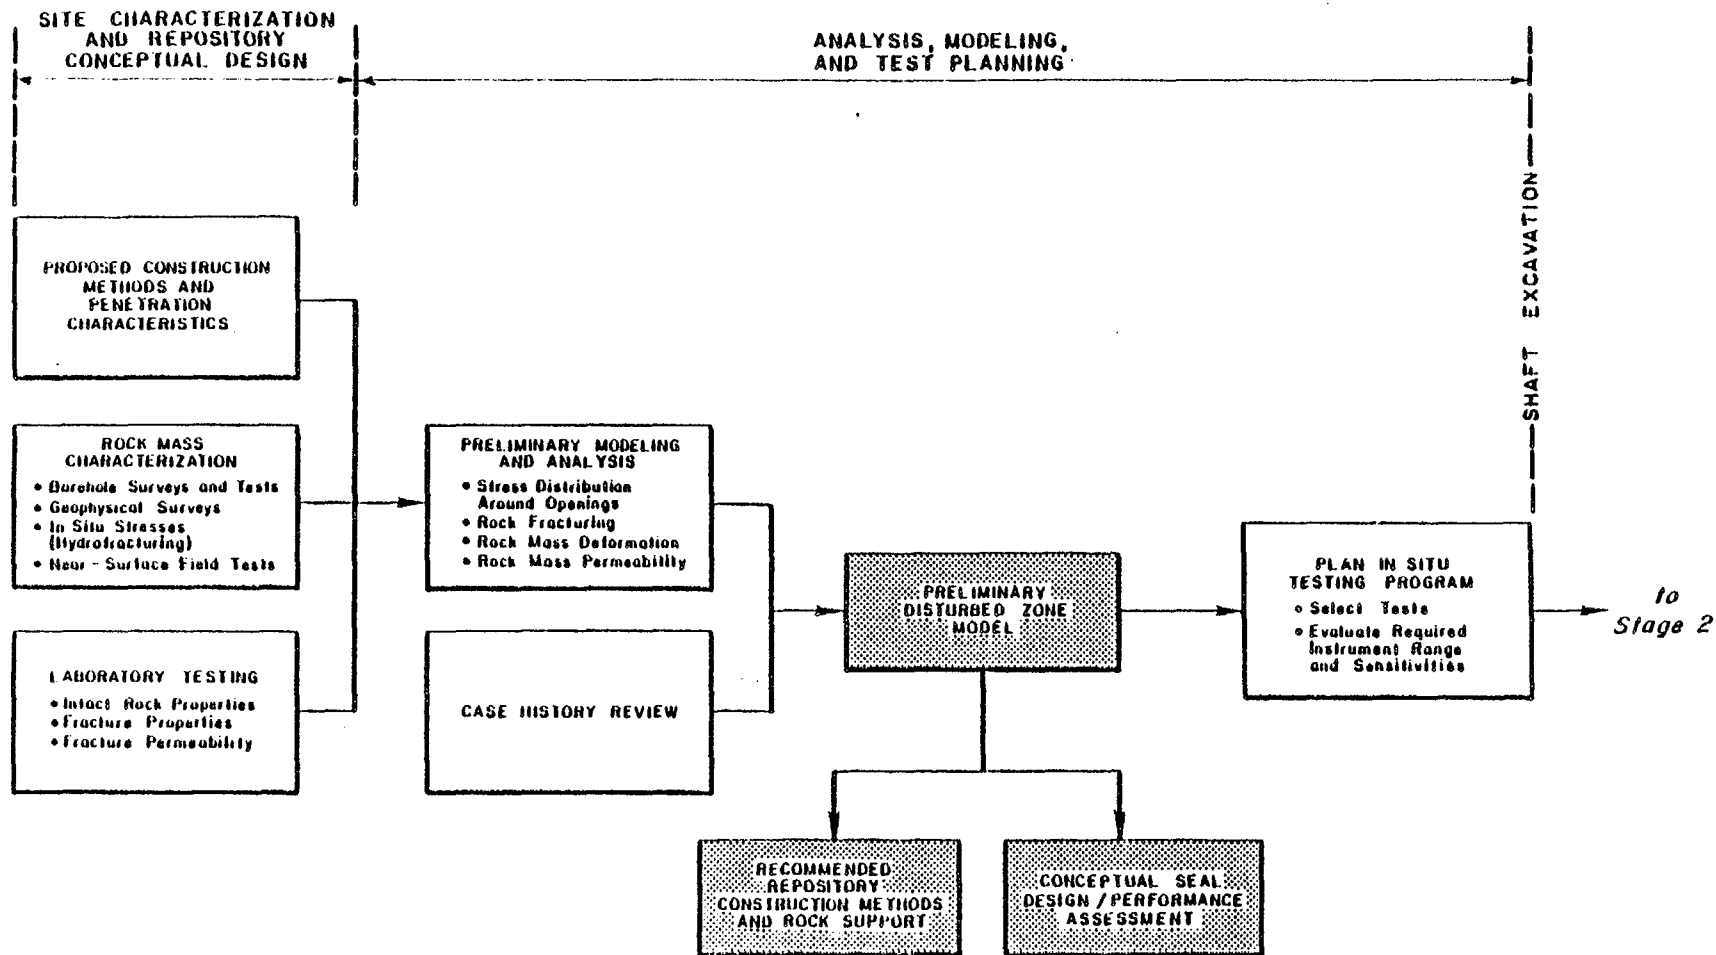 SITE CHARACTERIZATION
AND REPOSITORY
CONCEPTUAL DESIGN
ANALYSIS, MODELING,
AND TEST PLANNING
SHAFT EXCAVATION
PROPOSED CONSTRUCTION
METHODS AND
PENETRATION
CHARACTERISTICS
ROCK MASS
CHARACTERIZATION
• Borehole Surveys and Tests
• Geophysical Surveys
• In Situ Stresses
(Hydrofracturing)
• Near-Surface Field Tests
LABORATORY TESTING
• Intact Rock Properties
• Fracture Properties
• Fracture Permeability
PRELIMINARY MODELING
AND ANALYSIS
• Stress Distribution
Around Openings
• Rock Fracturing
• Rock Mass Deformation
• Rock Mass Permeability
CASE HISTORY REVIEW
PRELIMINARY
DISTURBED ZONE
MODEL
RECOMMENDED
REPOSITORY
CONSTRUCTION METHODS
AND ROCK SUPPORT
CONCEPTUAL SEAL
DESIGN/PERFORMANCE
ASSESSMENT
PLAN IN SITU
TESTING PROGRAM
o Select Tests
• Evaluate Required
Instrument Range
and Sensitivities
to
Stage 2